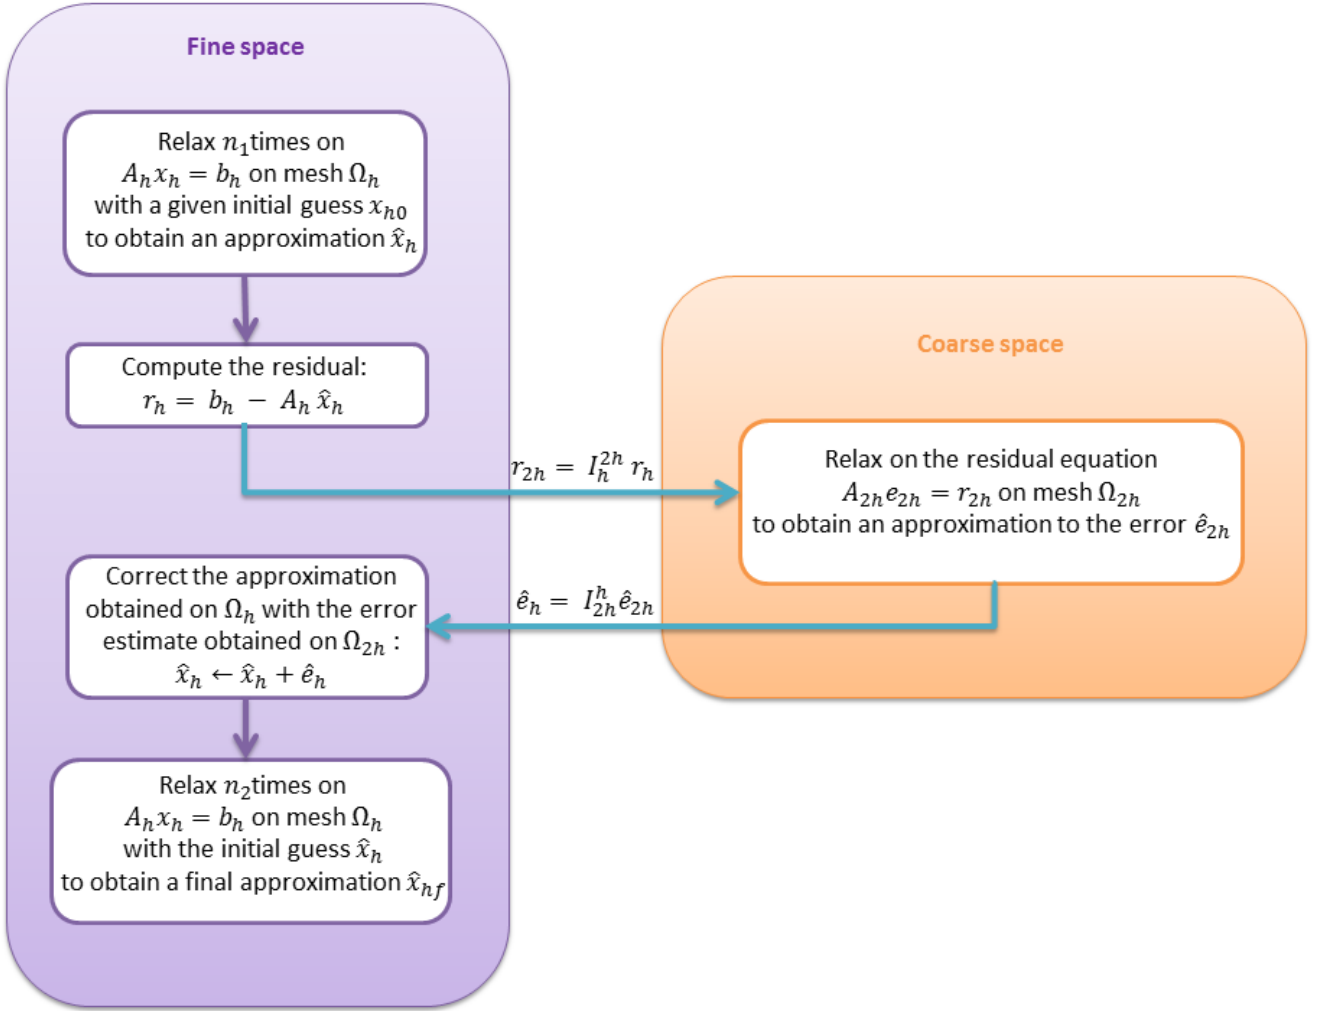 Fine space
Relax n₁times on
Aₕxₕ = bₕ on mesh Ωₕ
with a given initial guess xₕ₀
to obtain an approximation x̂ₕ
Compute the residual:
rₕ = bₕ − Aₕ x̂ₕ
r₂ₕ = Iₕ²ʰ rₕ
Coarse space
Relax on the residual equation
A₂ₕe₂ₕ = r₂ₕ on mesh Ω₂ₕ
to obtain an approximation to the error ê₂ₕ
êₕ = I₂ₕʰê₂ₕ
Correct the approximation
obtained on Ωₕ with the error
estimate obtained on Ω₂ₕ :
x̂ₕ ← x̂ₕ + êₕ
Relax n₂times on
Aₕxₕ = bₕ on mesh Ωₕ
with the initial guess x̂ₕ
to obtain a final approximation x̂_hf